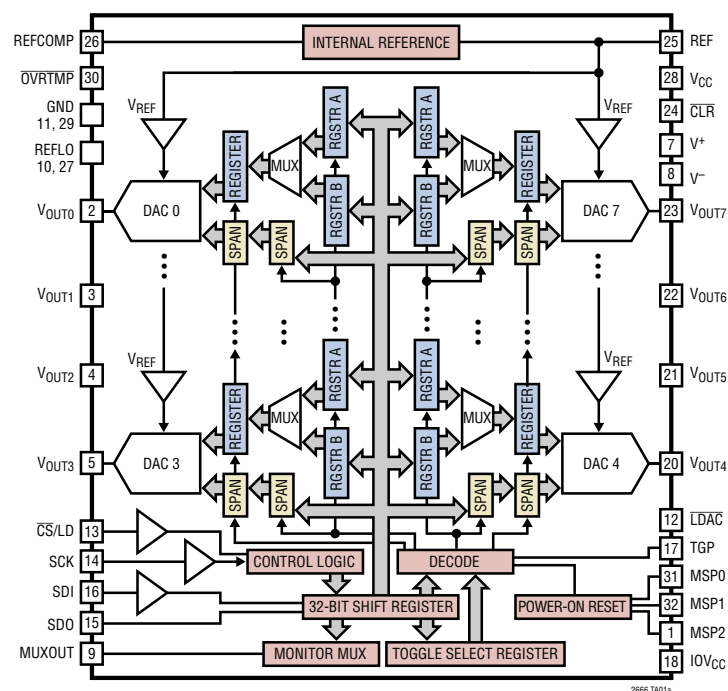 REFCOMP 26 INTERNAL REFERENCE 25 REF
OVRTMP 30 28 VCC
GND 11, 29
VREF VREF
24 CLR
REFLO 10, 27
7 V+
8 V–
REGISTER MUX RGSTR A RGSTR A MUX REGISTER
RGSTR B RGSTR B
VOUT0 2 DAC 0 DAC 7 23 VOUT7
SPAN SPAN SPAN SPAN
VOUT1 3 22 VOUT6
VOUT2 4 21 VOUT5
VREF VREF
REGISTER MUX RGSTR A RGSTR A MUX REGISTER
RGSTR B RGSTR B
VOUT3 5 DAC 3 DAC 4 20 VOUT4
SPAN SPAN SPAN SPAN
CS/LD 13 12 LDAC
SCK 14 CONTROL LOGIC DECODE 17 TGP
SDI 16 31 MSP0
32-BIT SHIFT REGISTER POWER-ON RESET 32 MSP1
SDO 15 1 MSP2
MUXOUT 9 MONITOR MUX TOGGLE SELECT REGISTER 18 IOVCC
2666 TA01a